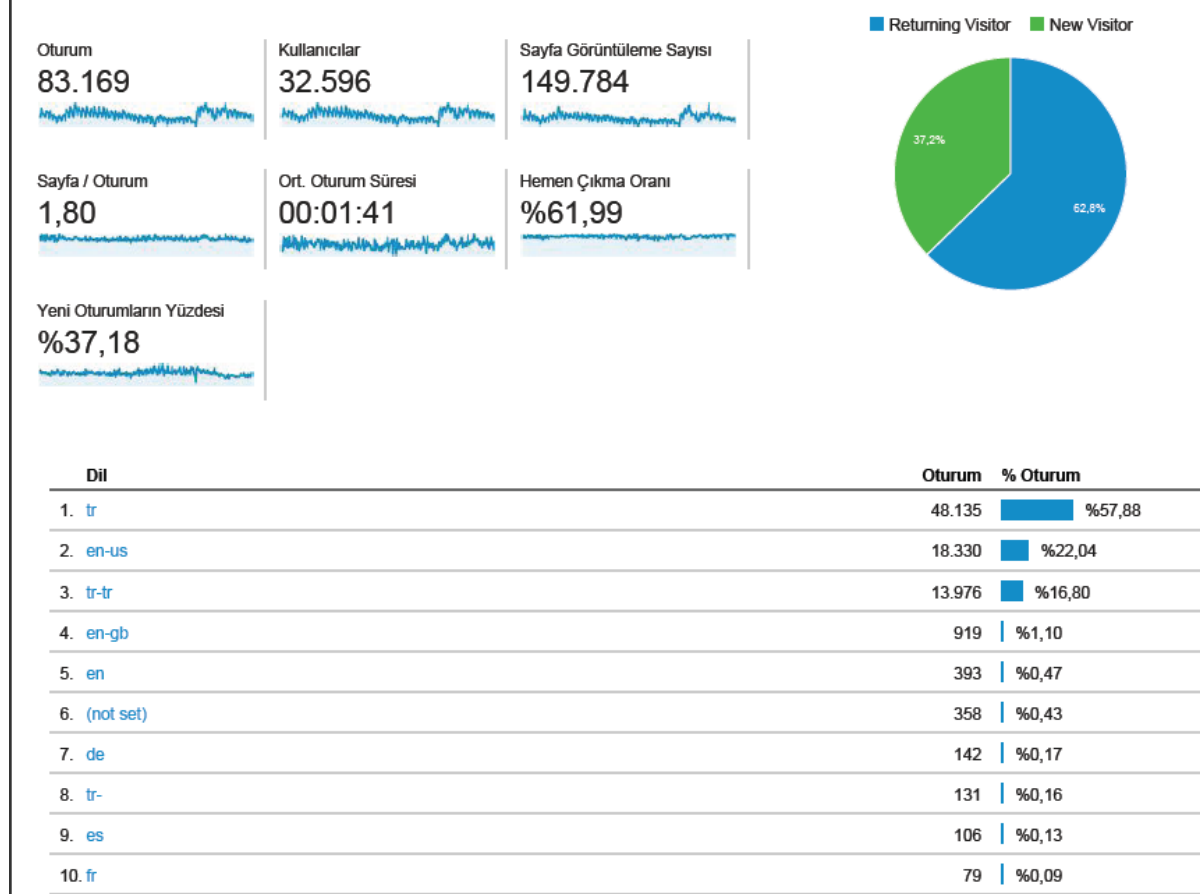 Returning Visitor New Visitor
Oturum Kullanıcılar Sayfa Görüntüleme Sayısı
83.169 32.596 149.784
37,2%
62,8%
Sayfa / Oturum Ort. Oturum Süresi Hemen Çıkma Oranı
1,80 00:01:41 %61,99
Yeni Oturumların Yüzdesi
%37,18
Dil Oturum % Oturum
1. tr 48.135 %57,88
2. en-us 18.330 %22,04
3. tr-tr 13.976 %16,80
4. en-gb 919 %1,10
5. en 393 %0,47
6. (not set) 358 %0,43
7. de 142 %0,17
8. tr- 131 %0,16
9. es 106 %0,13
10. fr 79 %0,09